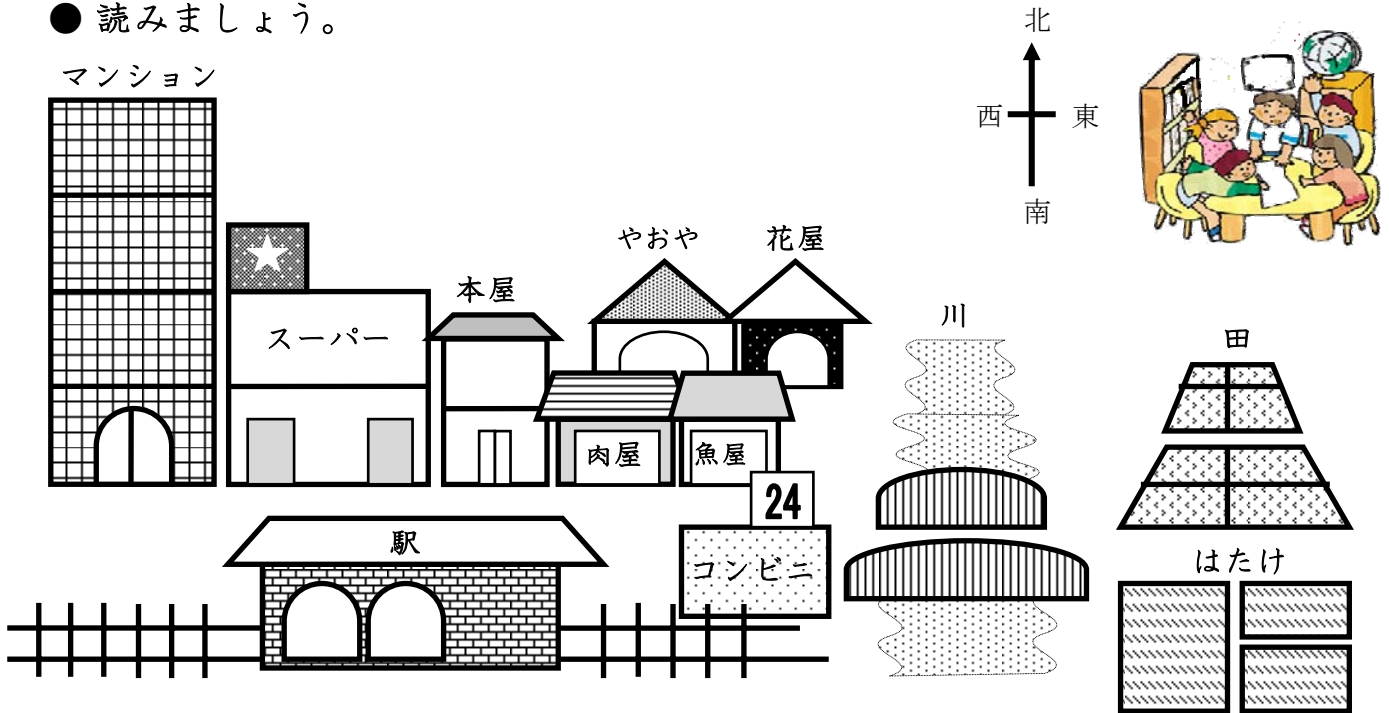 ● 読みましょう。
北
西 東
南
マンション
スーパー
本屋
やおや
花屋
肉屋
魚屋
24
コンビニ
駅
川
田
はたけ